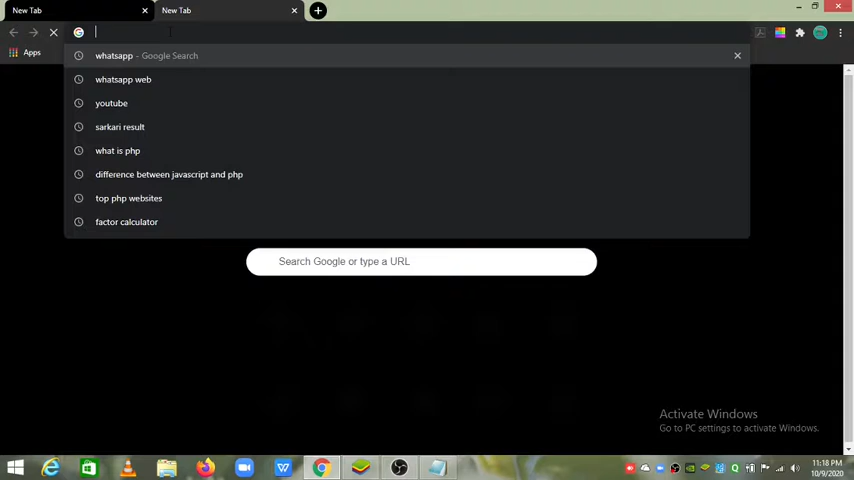 New Tab
New Tab
Apps
whatsapp - Google Search
whatsapp web
youtube
sarkari result
what is php
difference between javascript and php
top php websites
factor calculator
Search Google or type a URL
Activate Windows
Go to PC settings to activate Windows.
11:18 PM
10/9/2020